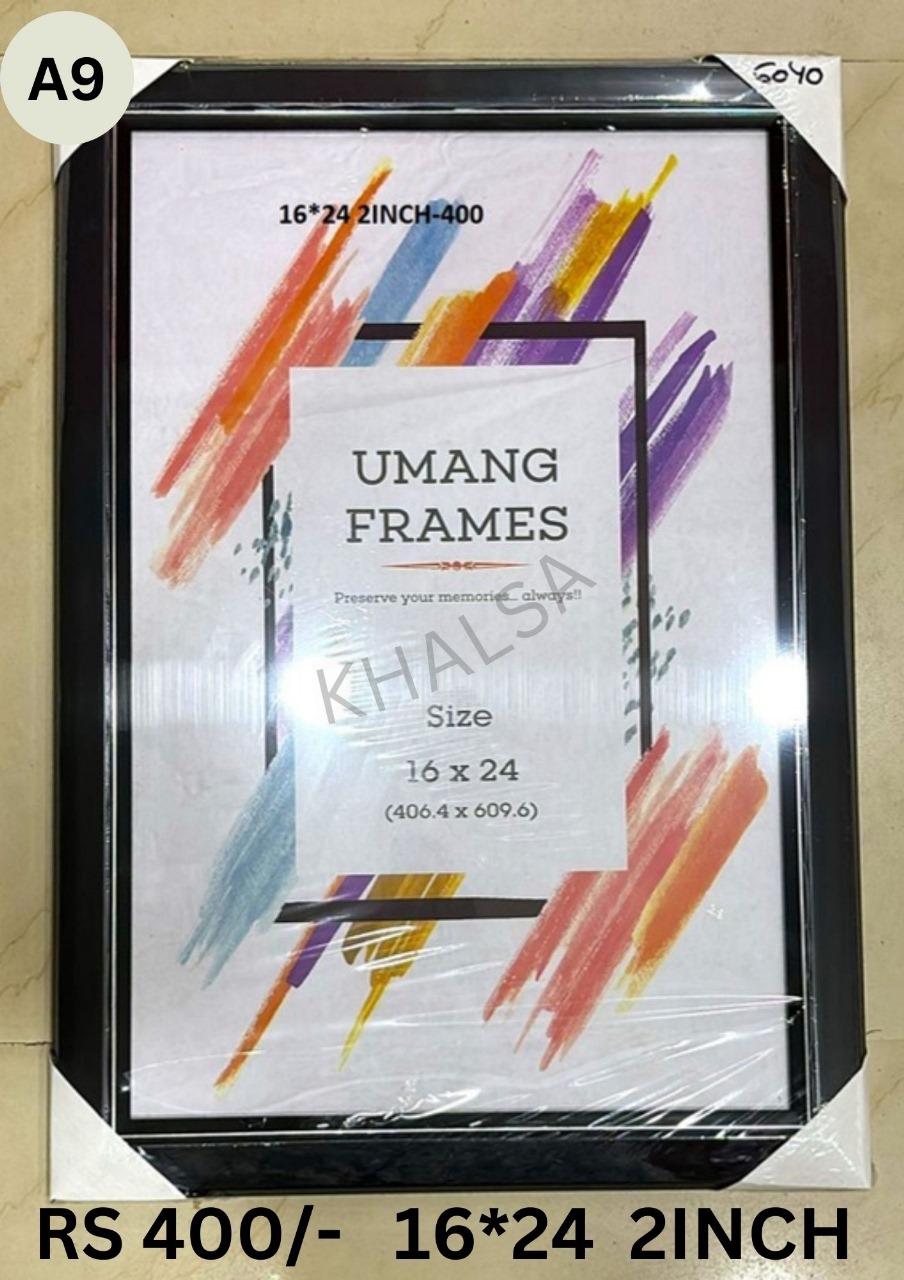 A9
6040
16*24 2INCH-400
UMANG
FRAMES
Preserve your memories... always!!
KHALSA
Size
16 x 24
(406.4 x 609.6)
RS 400/- 16*24 2INCH